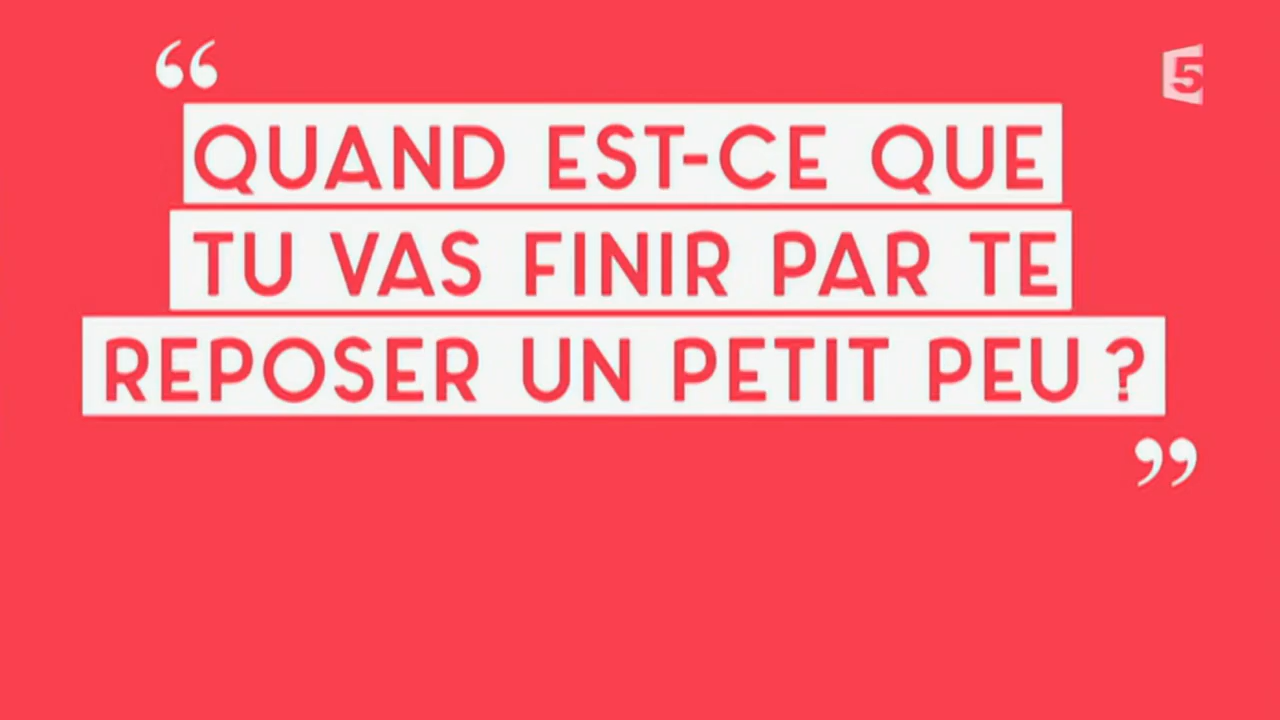 “
5
QUAND EST-CE QUE
TU VAS FINIR PAR TE
REPOSER UN PETIT PEU ?
”